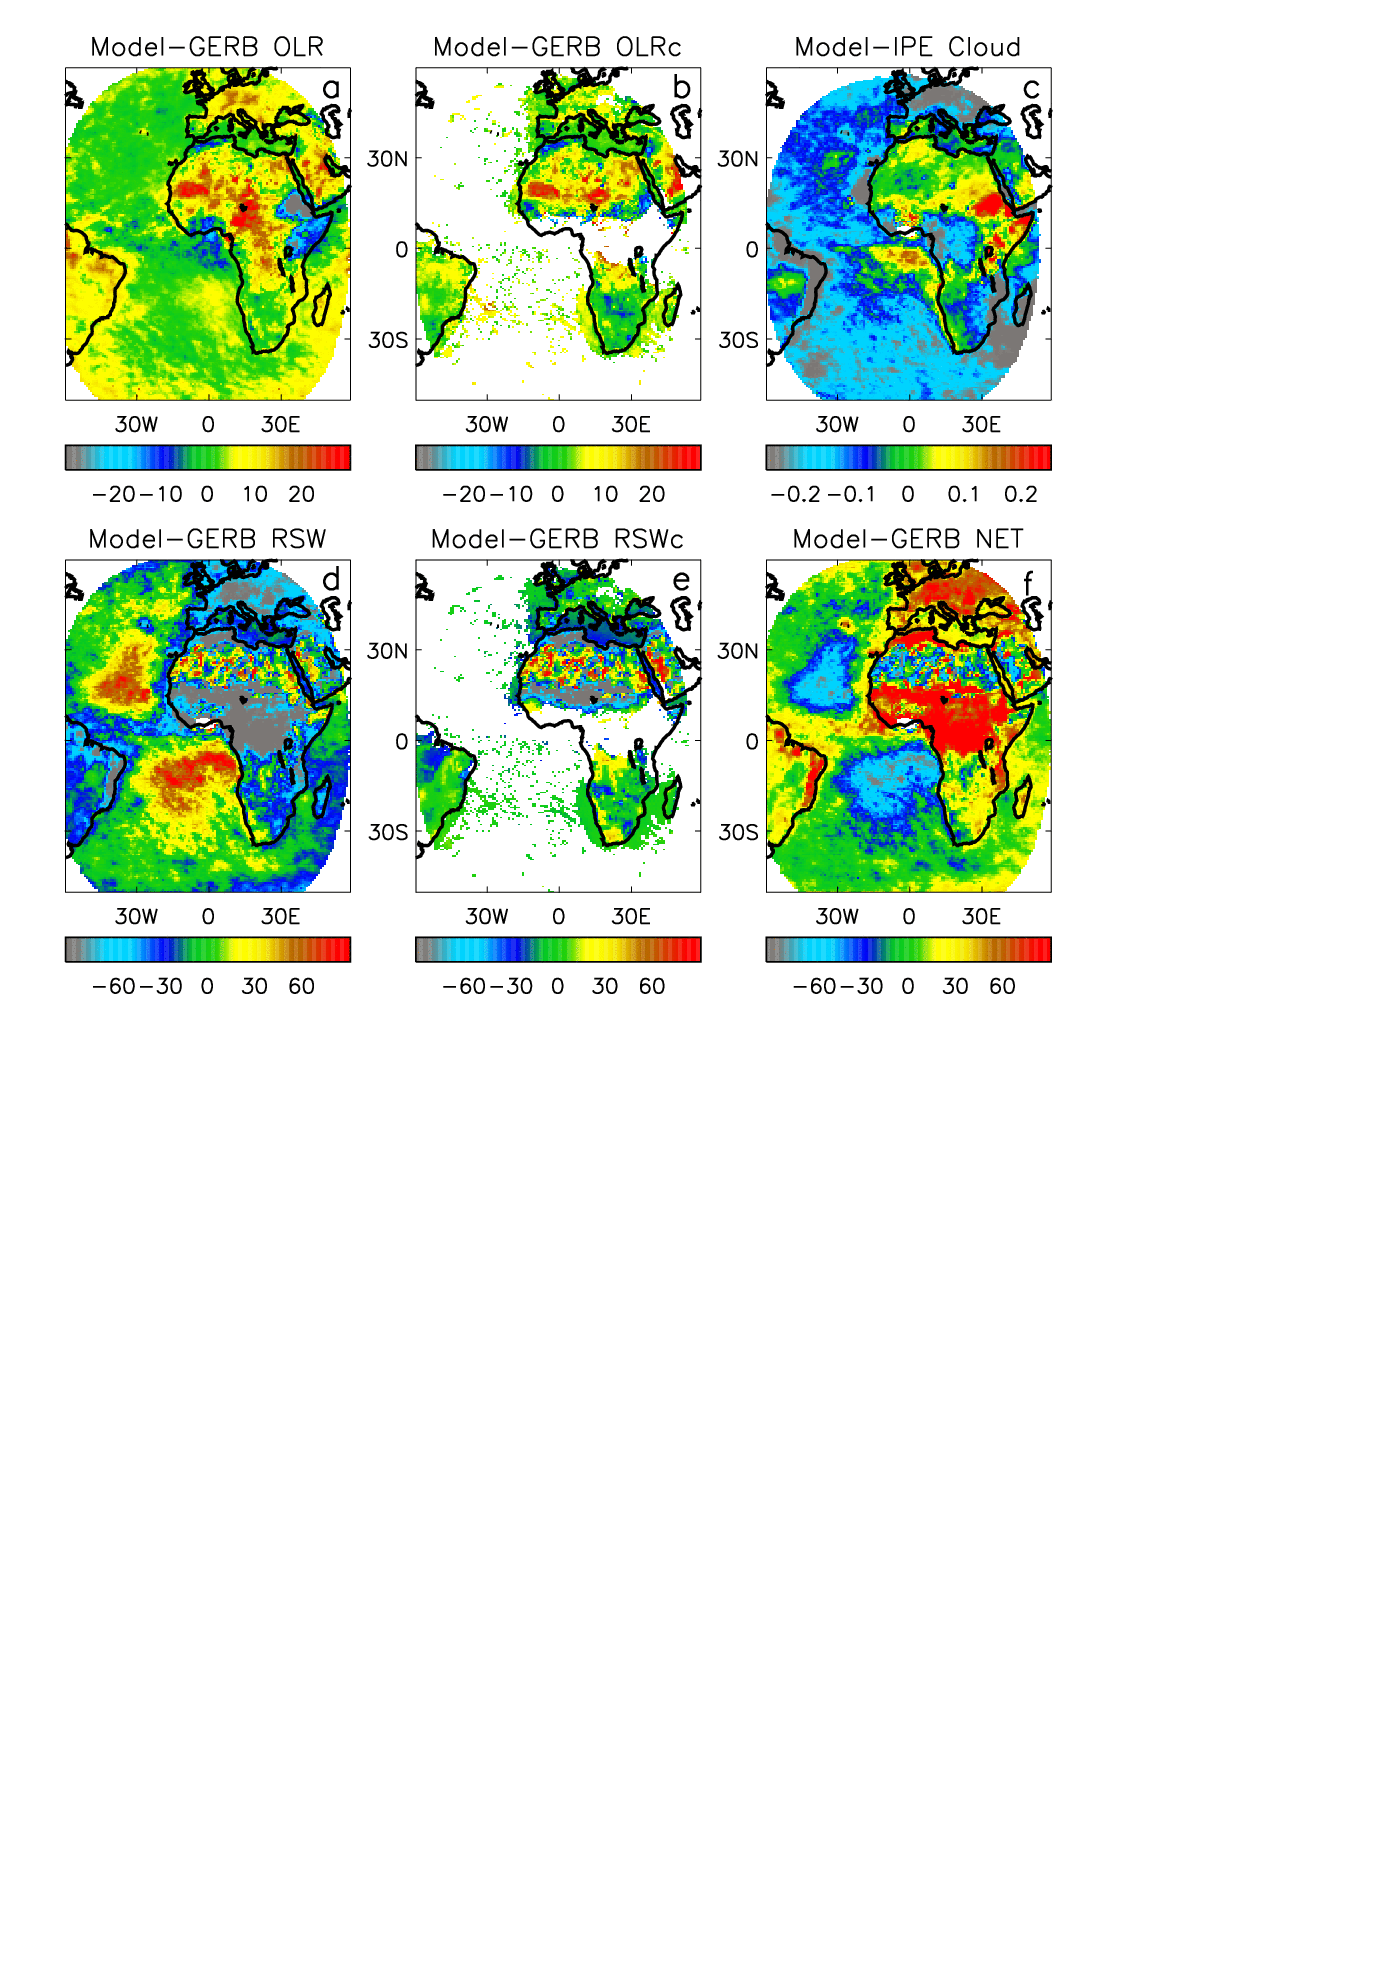 Model-GERB OLR
Model-GERB OLRc
Model-IPE Cloud
a
b
c
30N
0
30S
30N
0
30S
30W 0 30E
30W 0 30E
30W 0 30E
-20 -10 0 10 20
-20 -10 0 10 20
-0.2 -0.1 0 0.1 0.2
Model-GERB RSW
Model-GERB RSWc
Model-GERB NET
d
e
f
30N
0
30S
30N
0
30S
30W 0 30E
30W 0 30E
30W 0 30E
-60 -30 0 30 60
-60 -30 0 30 60
-60 -30 0 30 60